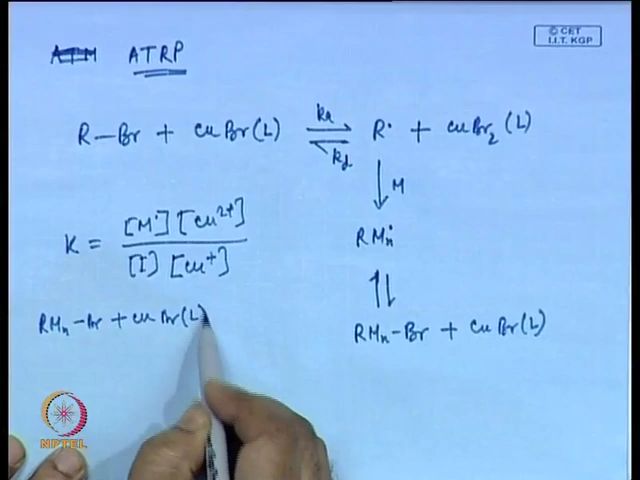 © CET
I.I.T. KGP
ATM ATRP
R-Br + CuBr(L) ka kd R• + CuBr2 (L)
M
RMn•
K = [M•] [Cu2+] / [I] [Cu+]
RMn-Br + CuBr(L)
RMn-Br + CuBr(L)
NPTEL